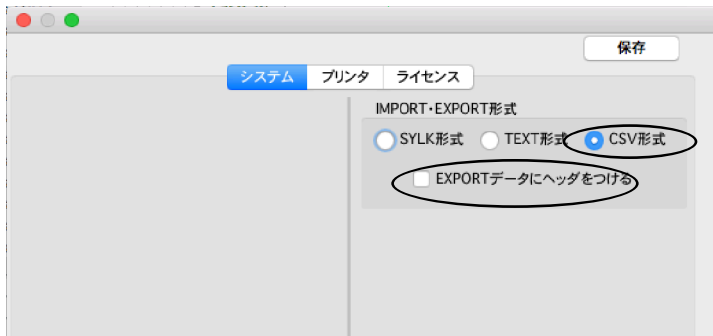 保存
システム プリンタ ライセンス
IMPORT・EXPORT形式
SYLK形式 TEXT形式 CSV形式
EXPORTデータにヘッダをつける